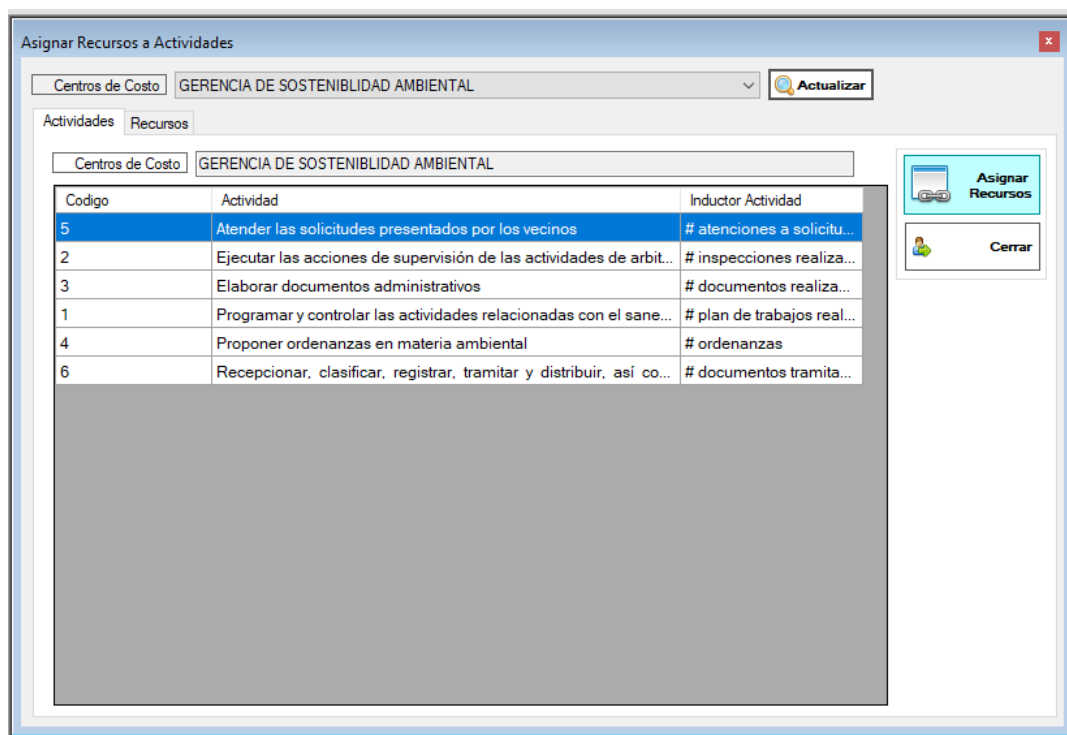 Asignar Recursos a Actividades
x
Centros de Costo GERENCIA DE SOSTENIBLIDAD AMBIENTAL Actualizar
Actividades Recursos
Centros de Costo GERENCIA DE SOSTENIBLIDAD AMBIENTAL
Asignar Recursos
Cerrar
Codigo Actividad Inductor Actividad
5 Atender las solicitudes presentados por los vecinos # atenciones a solicitu...
2 Ejecutar las acciones de supervisión de las actividades de arbit... # inspecciones realiza...
3 Elaborar documentos administrativos # documentos realiza...
1 Programar y controlar las actividades relacionadas con el sane... # plan de trabajos real...
4 Proponer ordenanzas en materia ambiental # ordenanzas
6 Recepcionar, clasificar, registrar, tramitar y distribuir, así co... # documentos tramita...